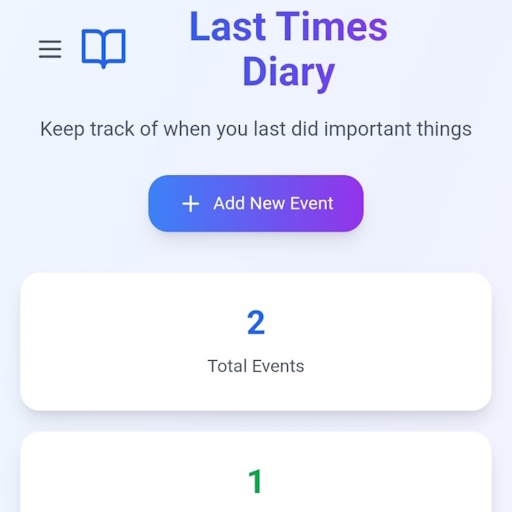 Last Times
Diary
Keep track of when you last did important things
Add New Event
2
Total Events
1